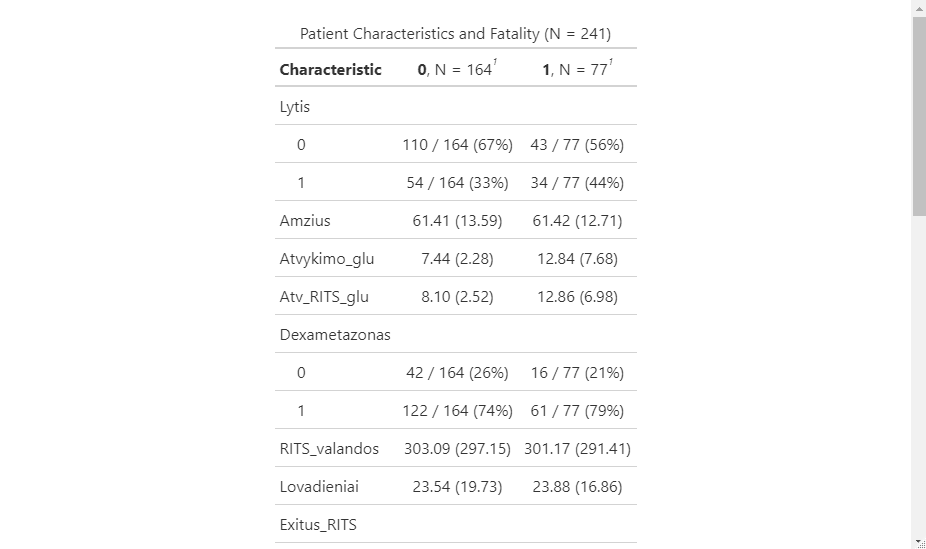 Patient Characteristics and Fatality (N = 241)
Characteristic 0, N = 164¹ 1, N = 77¹
Lytis
0 110 / 164 (67%) 43 / 77 (56%)
1 54 / 164 (33%) 34 / 77 (44%)
Amzius 61.41 (13.59) 61.42 (12.71)
Atvykimo_glu 7.44 (2.28) 12.84 (7.68)
Atv_RITS_glu 8.10 (2.52) 12.86 (6.98)
Dexametazonas
0 42 / 164 (26%) 16 / 77 (21%)
1 122 / 164 (74%) 61 / 77 (79%)
RITS_valandos 303.09 (297.15) 301.17 (291.41)
Lovadieniai 23.54 (19.73) 23.88 (16.86)
Exitus_RITS